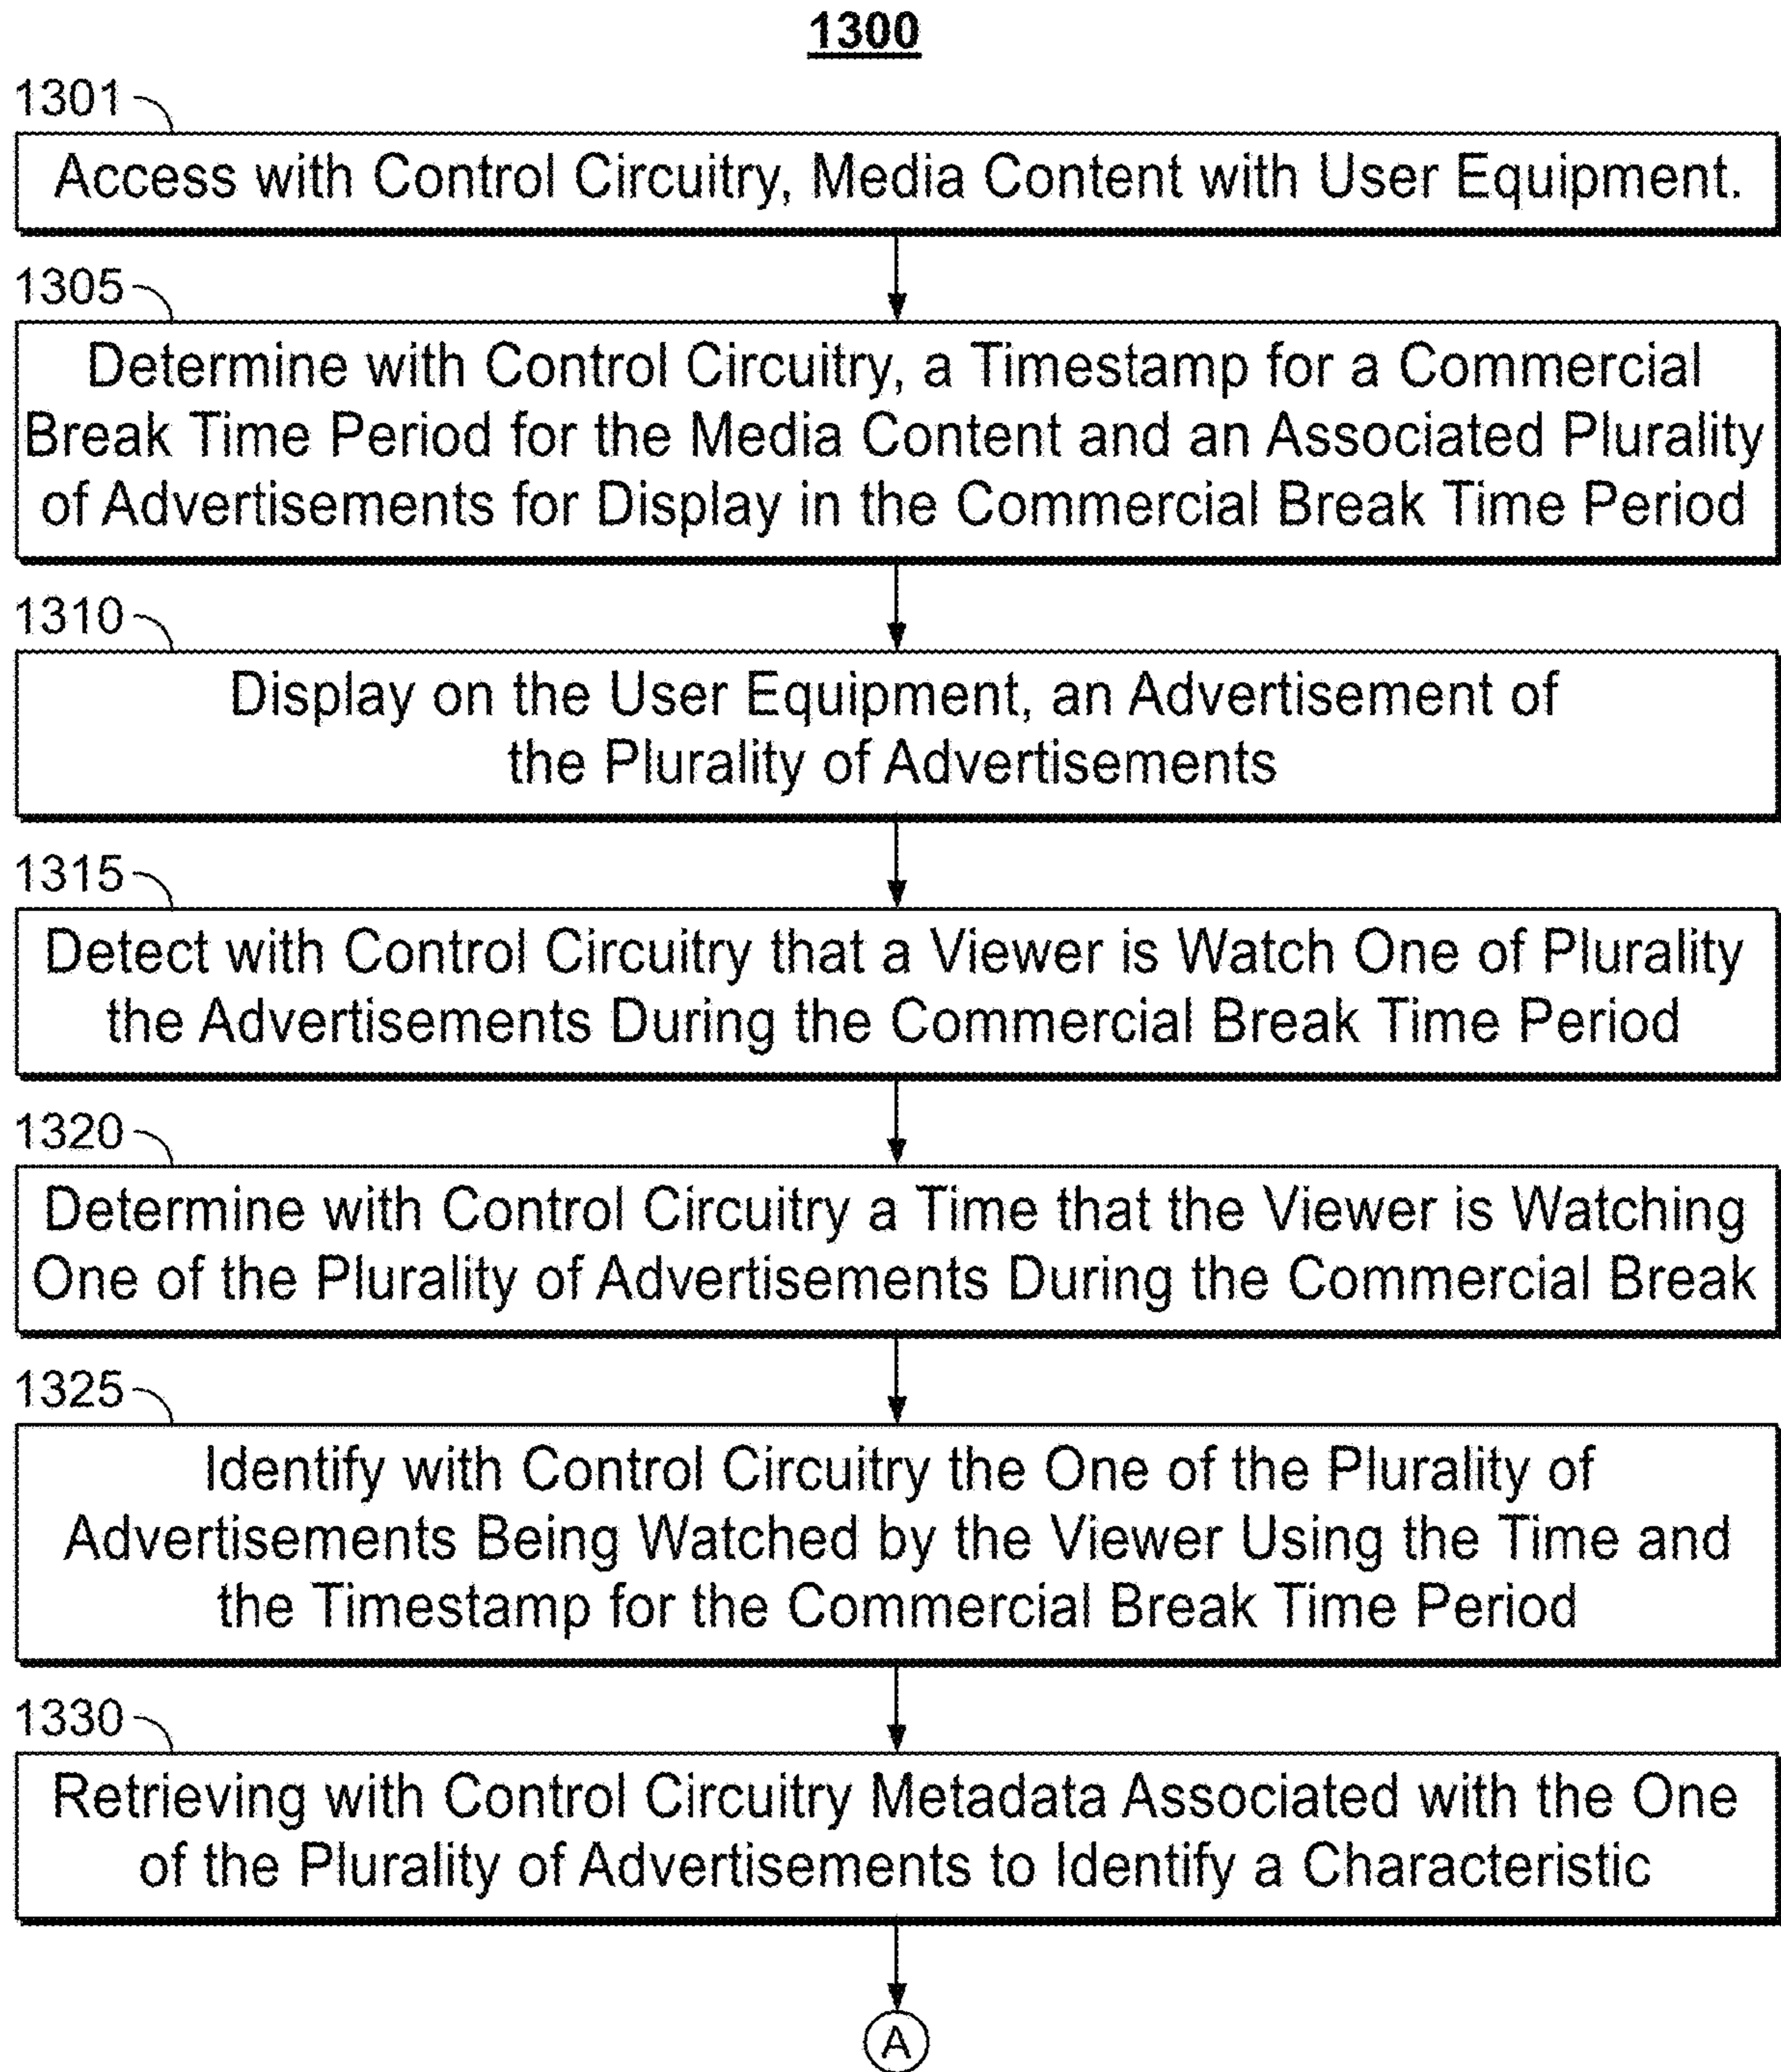 1300
1301
Access with Control Circuitry, Media Content with User Equipment.
1305
Determine with Control Circuitry, a Timestamp for a Commercial
Break Time Period for the Media Content and an Associated Plurality
of Advertisements for Display in the Commercial Break Time Period
1310
Display on the User Equipment, an Advertisement of
the Plurality of Advertisements
1315
Detect with Control Circuitry that a Viewer is Watch One of Plurality
the Advertisements During the Commercial Break Time Period
1320
Determine with Control Circuitry a Time that the Viewer is Watching
One of the Plurality of Advertisements During the Commercial Break
1325
Identify with Control Circuitry the One of the Plurality of
Advertisements Being Watched by the Viewer Using the Time and
the Timestamp for the Commercial Break Time Period
1330
Retrieving with Control Circuitry Metadata Associated with the One
of the Plurality of Advertisements to Identify a Characteristic
A